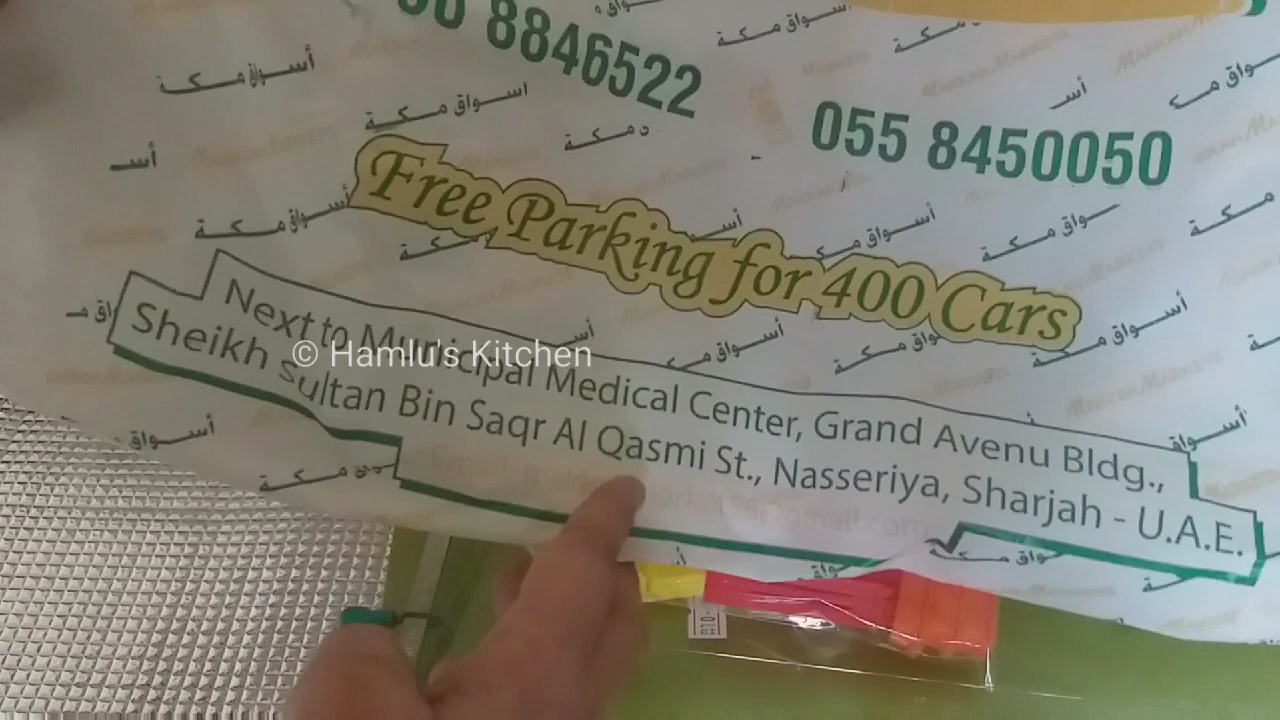 8846522
055 8450050
Free Parking for 400 Cars
Next to Municipal Medical Center, Grand Avenu Bldg.,
Sheikh Sultan Bin Saqr Al Qasmi St., Nasseriya, Sharjah - U.A.E.
© Hamlu's Kitchen
أسواق مكة